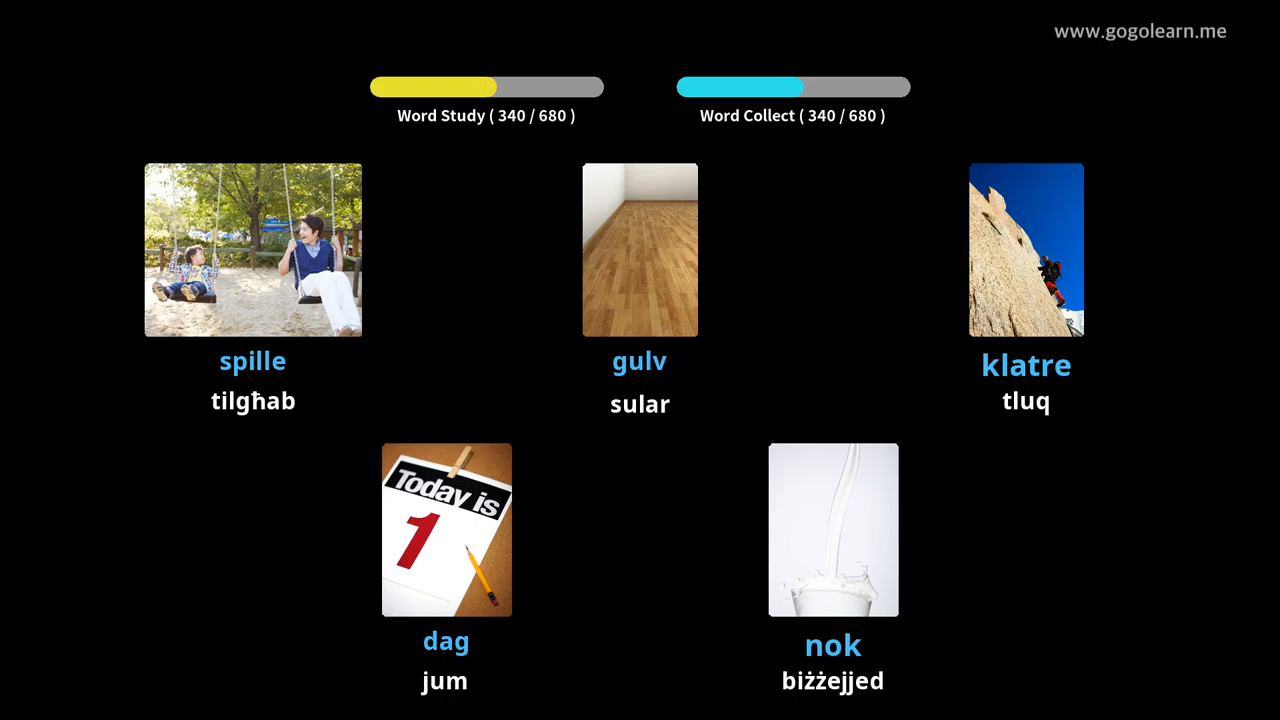 www.gogolearn.me
Word Study ( 340 / 680 )
Word Collect ( 340 / 680 )
spille
tilgħab
gulv
sular
klatre
tluq
Today is
1
dag
jum
nok
biżżejjed